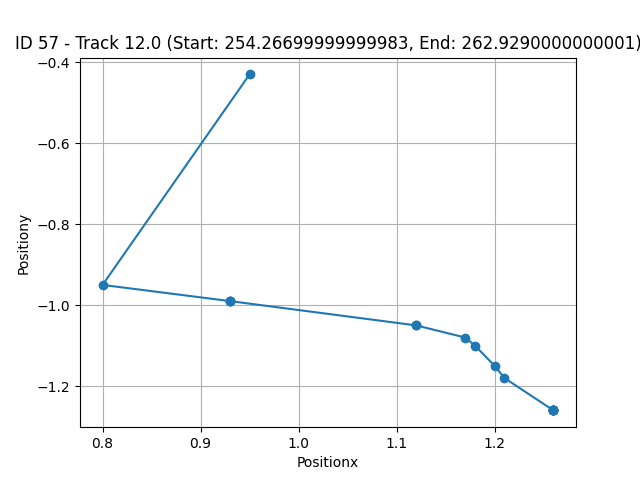 ID 57 - Track 12.0 (Start: 254.26699999999983, End: 262.9290000000001)
−0.4
−0.6
−0.8
−1.0
−1.2
Positiony
0.8 0.9 1.0 1.1 1.2
Positionx